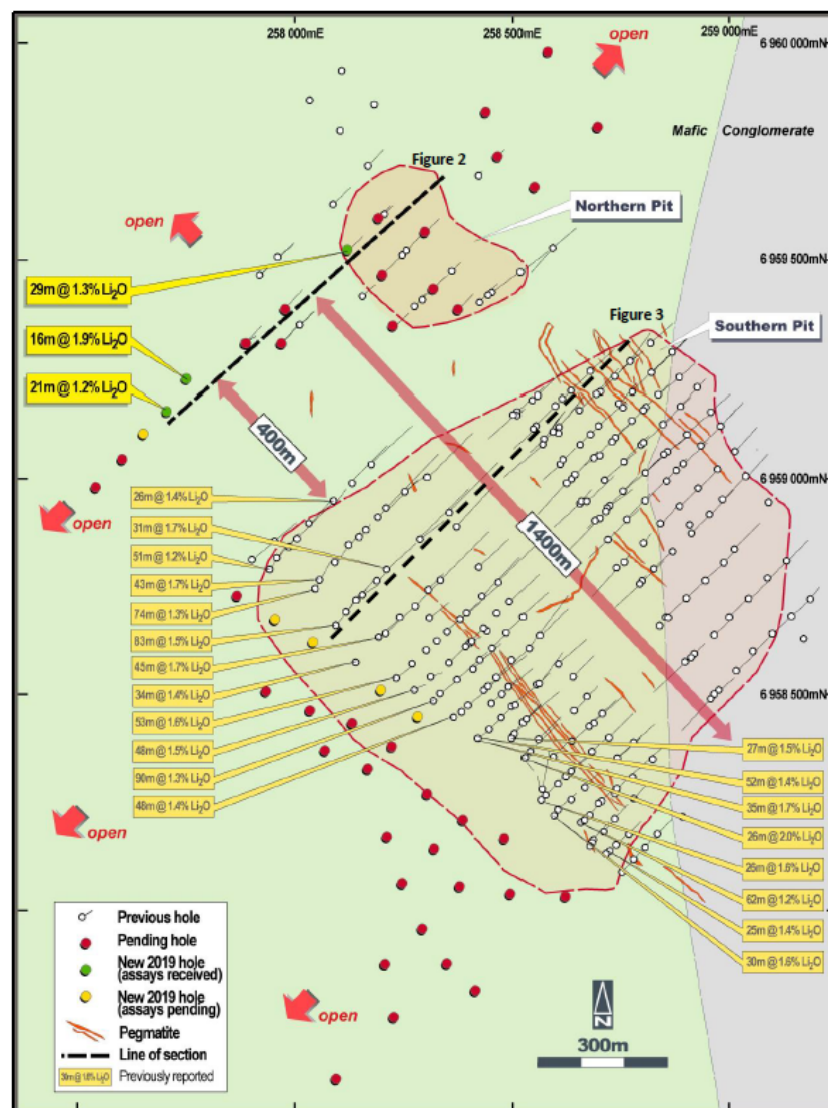 258 000mE
258 500mE
259 000mE
open
open
6 960 000mN
Mafic Conglomerate
Figure 2
Northern Pit
open
6 959 500mN
29m @ 1.3% Li2O
Figure 3
Southern Pit
16m @ 1.9% Li2O
21m @ 1.2% Li2O
400m
6 959 000mN
26m @ 1.4% Li2O
open
31m @ 1.7% Li2O
51m @ 1.2% Li2O
1400m
43m @ 1.7% Li2O
74m @ 1.3% Li2O
83m @ 1.5% Li2O
45m @ 1.7% Li2O
34m @ 1.4% Li2O
6 958 500mN
53m @ 1.6% Li2O
48m @ 1.5% Li2O
90m @ 1.3% Li2O
48m @ 1.4% Li2O
27m @ 1.5% Li2O
52m @ 1.4% Li2O
35m @ 1.7% Li2O
26m @ 2.0% Li2O
26m @ 1.6% Li2O
62m @ 1.2% Li2O
25m @ 1.4% Li2O
30m @ 1.6% Li2O
open
Previous hole
Pending hole
New 2019 hole
(assays received)
New 2019 hole
(assays pending)
Pegmatite
Line of section
Previously reported
open
N
300m